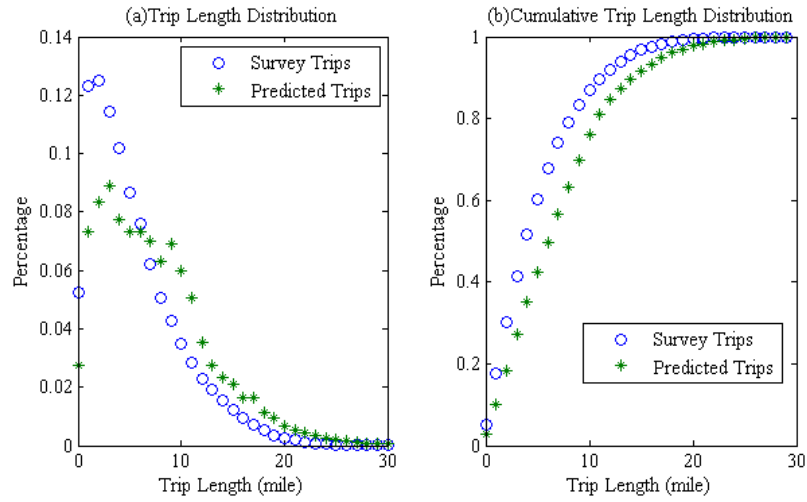 (a)Trip Length Distribution
0.14
0.12
0.1
0.08
0.06
0.04
0.02
0
Percentage
Survey Trips
Predicted Trips
0 10 20 30
Trip Length (mile)
(b)Cumulative Trip Length Distribution
1
0.8
0.6
0.4
0.2
0
Percentage
Survey Trips
Predicted Trips
0 10 20 30
Trip Length (mile)